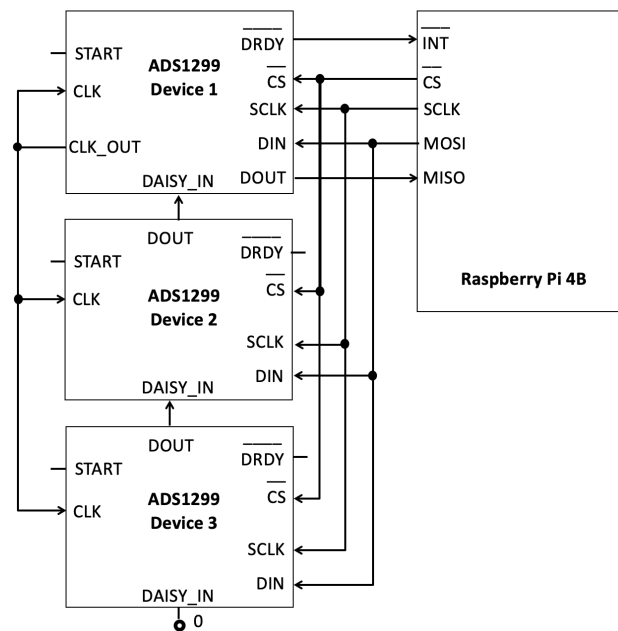 START
ADS1299
Device 1
CLK
CLK_OUT
DAISY_IN
DRDY
CS
SCLK
DIN
DOUT
INT
CS
SCLK
MOSI
MISO
Raspberry Pi 4B
DOUT
START
ADS1299
Device 2
CLK
DAISY_IN
DRDY
CS
SCLK
DIN
DOUT
START
ADS1299
Device 3
CLK
DAISY_IN
DRDY
CS
SCLK
DIN
0